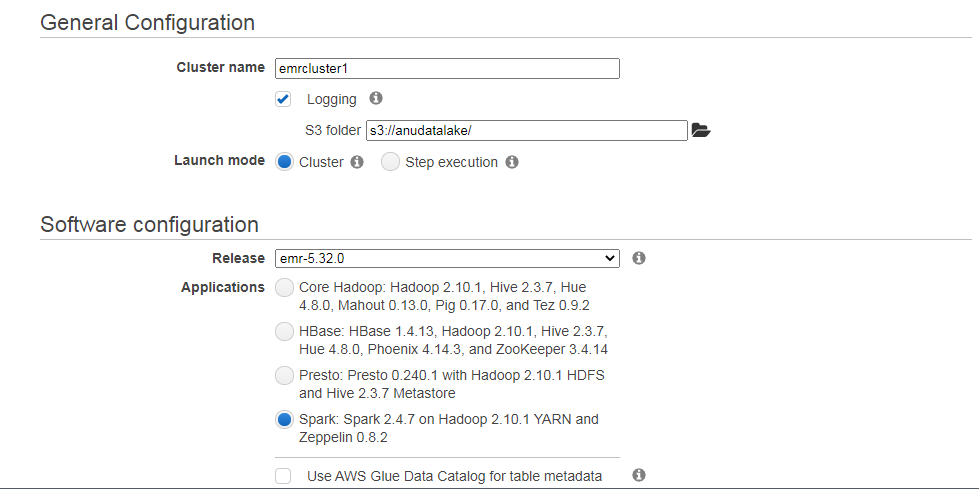 General Configuration
Cluster name emrcluster1
Logging
S3 folder s3://anudatalake/
Launch mode Cluster Step execution
Software configuration
Release emr-5.32.0
Applications Core Hadoop: Hadoop 2.10.1, Hive 2.3.7, Hue
4.8.0, Mahout 0.13.0, Pig 0.17.0, and Tez 0.9.2
HBase: HBase 1.4.13, Hadoop 2.10.1, Hive 2.3.7,
Hue 4.8.0, Phoenix 4.14.3, and ZooKeeper 3.4.14
Presto: Presto 0.240.1 with Hadoop 2.10.1 HDFS
and Hive 2.3.7 Metastore
Spark: Spark 2.4.7 on Hadoop 2.10.1 YARN and
Zeppelin 0.8.2
Use AWS Glue Data Catalog for table metadata